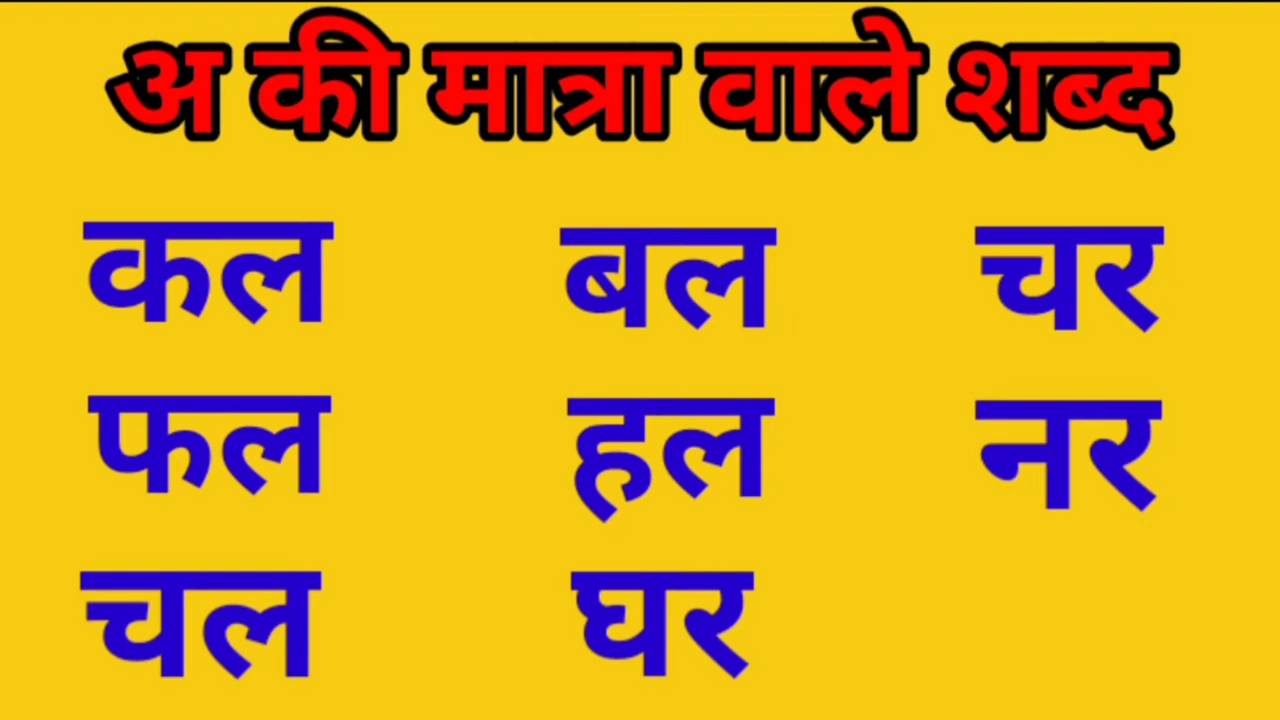 अ की मात्रा वाले शब्द
कल बल चर
फल हल नर
चल घर